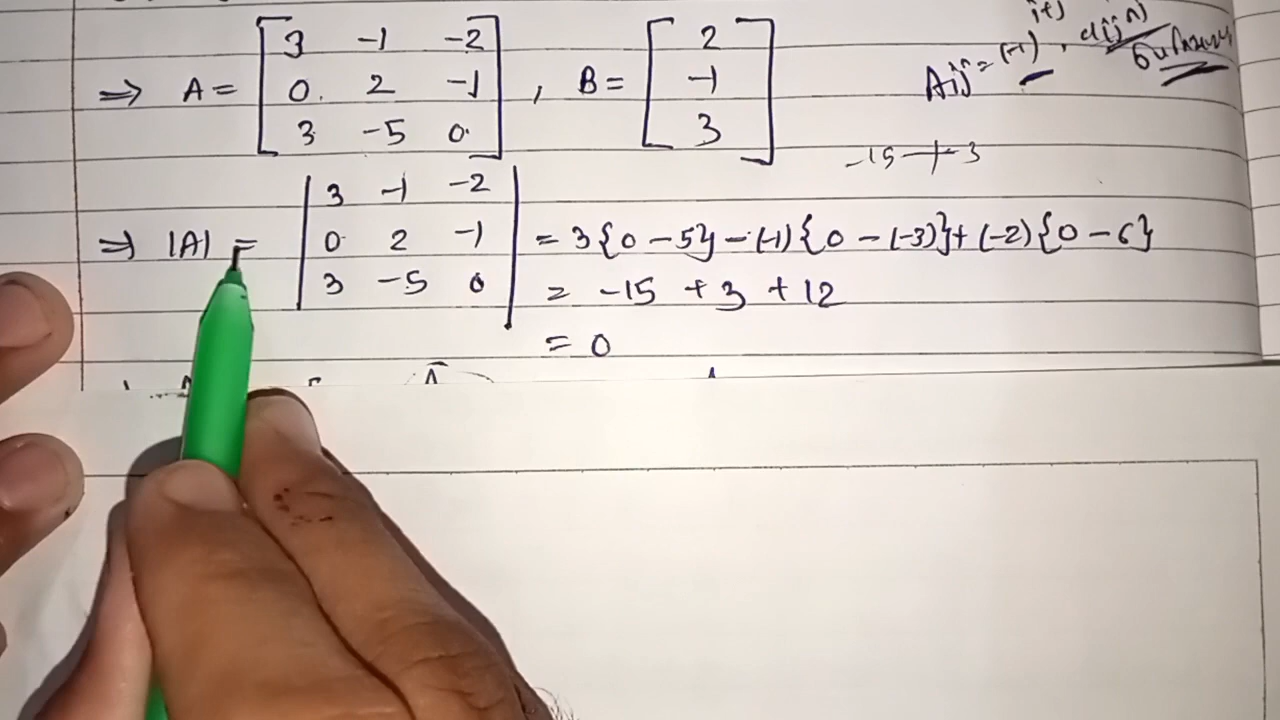 ⇒ A = [ 3 -1 -2 ] , B = [ 2 ]
0. 2 -1 -1
3 -5 0 3
Aij = (-1)^i+j .
-15 + 3
⇒ |A| = | 3 -1 -2 |
0 2 -1 = 3{0 - 5} - (-1){0 - (-3)} + (-2){0 - 6}
3 -5 0 = -15 + 3 + 12
= 0